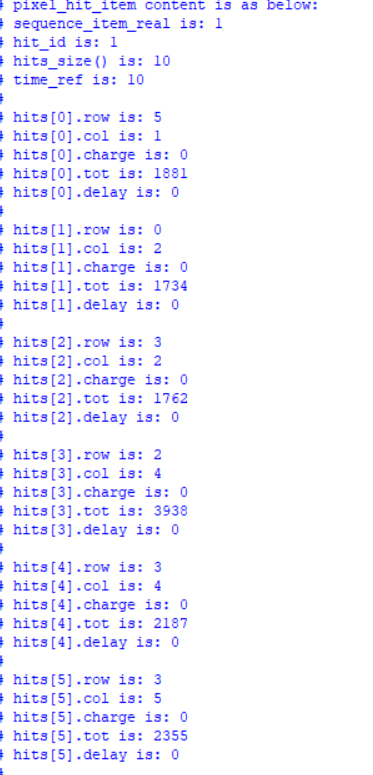 # pixel_hit_item content is as below:
# sequence_item_real is: 1
# hit_id is: 1
# hits_size() is: 10
# time_ref is: 10
#
# hits[0].row is: 5
# hits[0].col is: 1
# hits[0].charge is: 0
# hits[0].tot is: 1881
# hits[0].delay is: 0
#
# hits[1].row is: 0
# hits[1].col is: 2
# hits[1].charge is: 0
# hits[1].tot is: 1734
# hits[1].delay is: 0
#
# hits[2].row is: 3
# hits[2].col is: 2
# hits[2].charge is: 0
# hits[2].tot is: 1762
# hits[2].delay is: 0
#
# hits[3].row is: 2
# hits[3].col is: 4
# hits[3].charge is: 0
# hits[3].tot is: 3938
# hits[3].delay is: 0
#
# hits[4].row is: 3
# hits[4].col is: 4
# hits[4].charge is: 0
# hits[4].tot is: 2187
# hits[4].delay is: 0
#
# hits[5].row is: 3
# hits[5].col is: 5
# hits[5].charge is: 0
# hits[5].tot is: 2355
# hits[5].delay is: 0
#